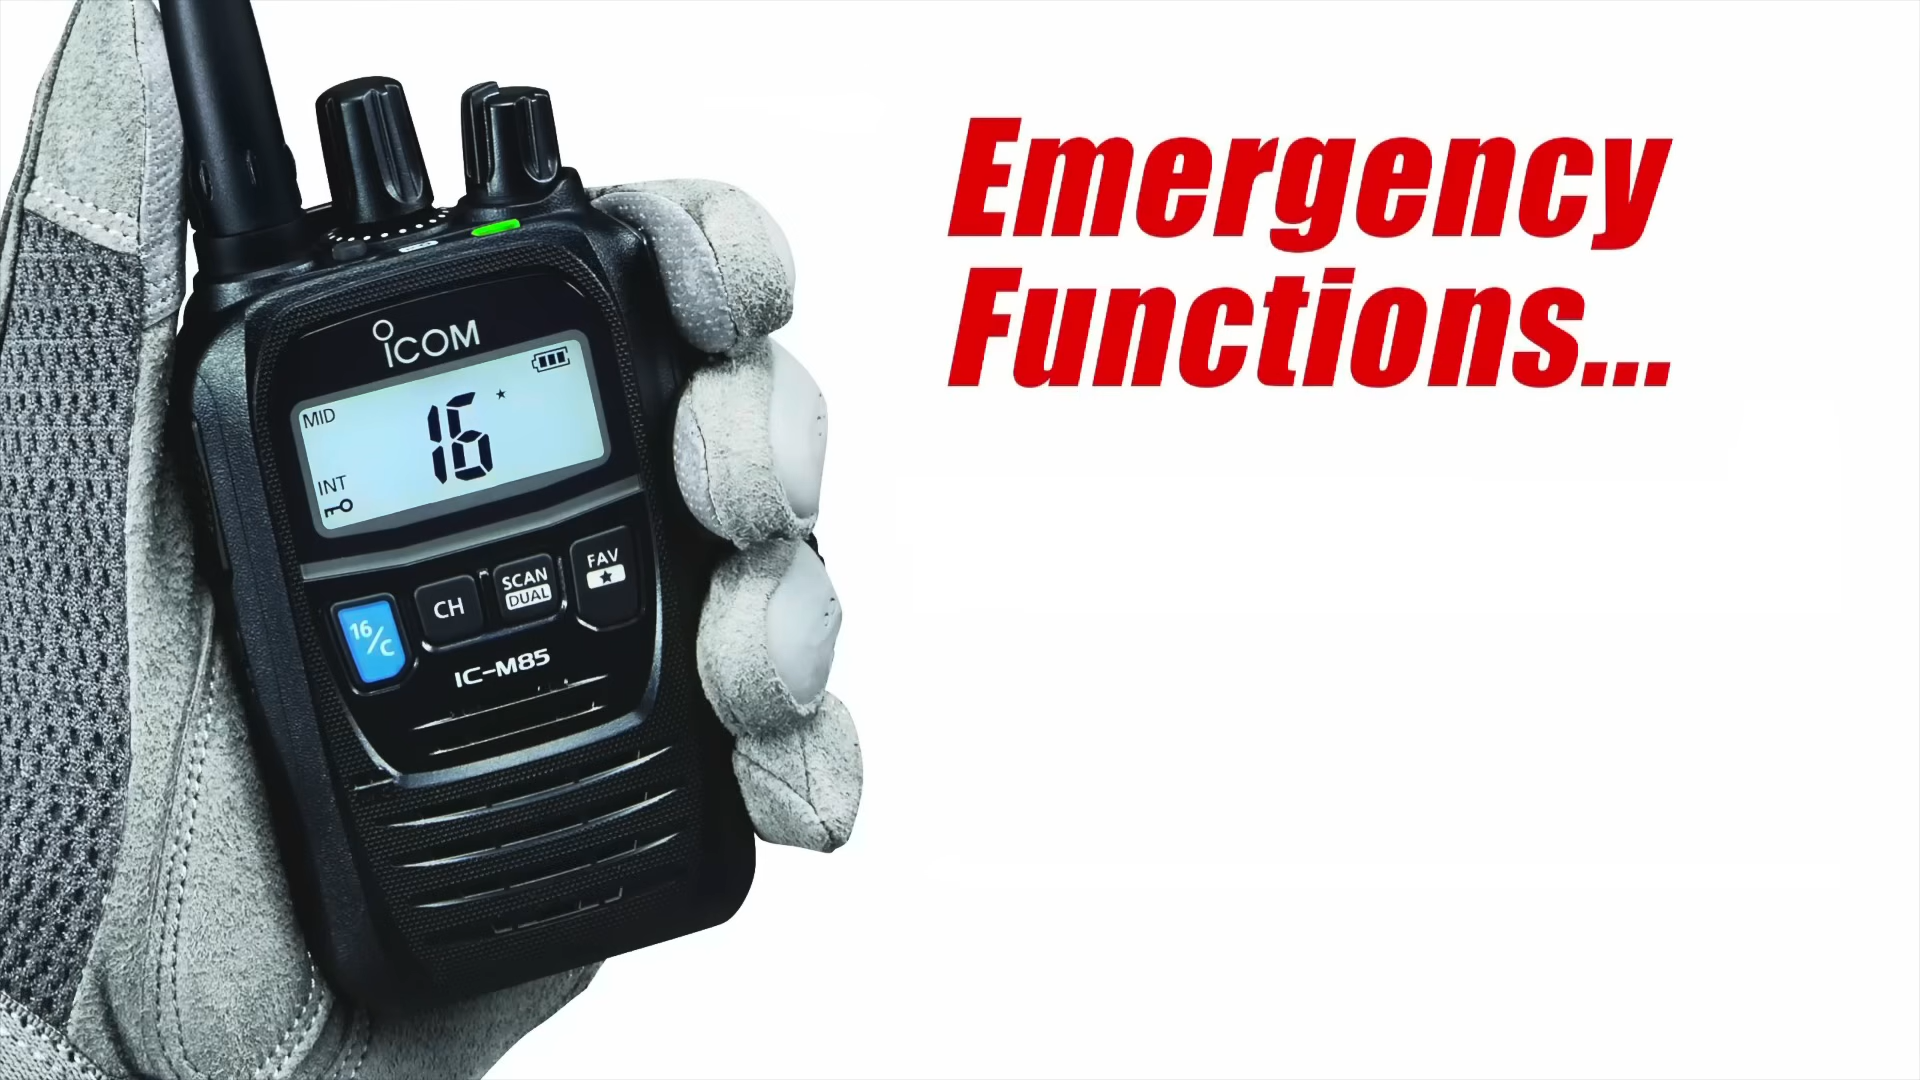 Emergency
Functions...
iCOM
MID
16
INT
16/C
CH
SCAN
DUAL
FAV
IC-M85